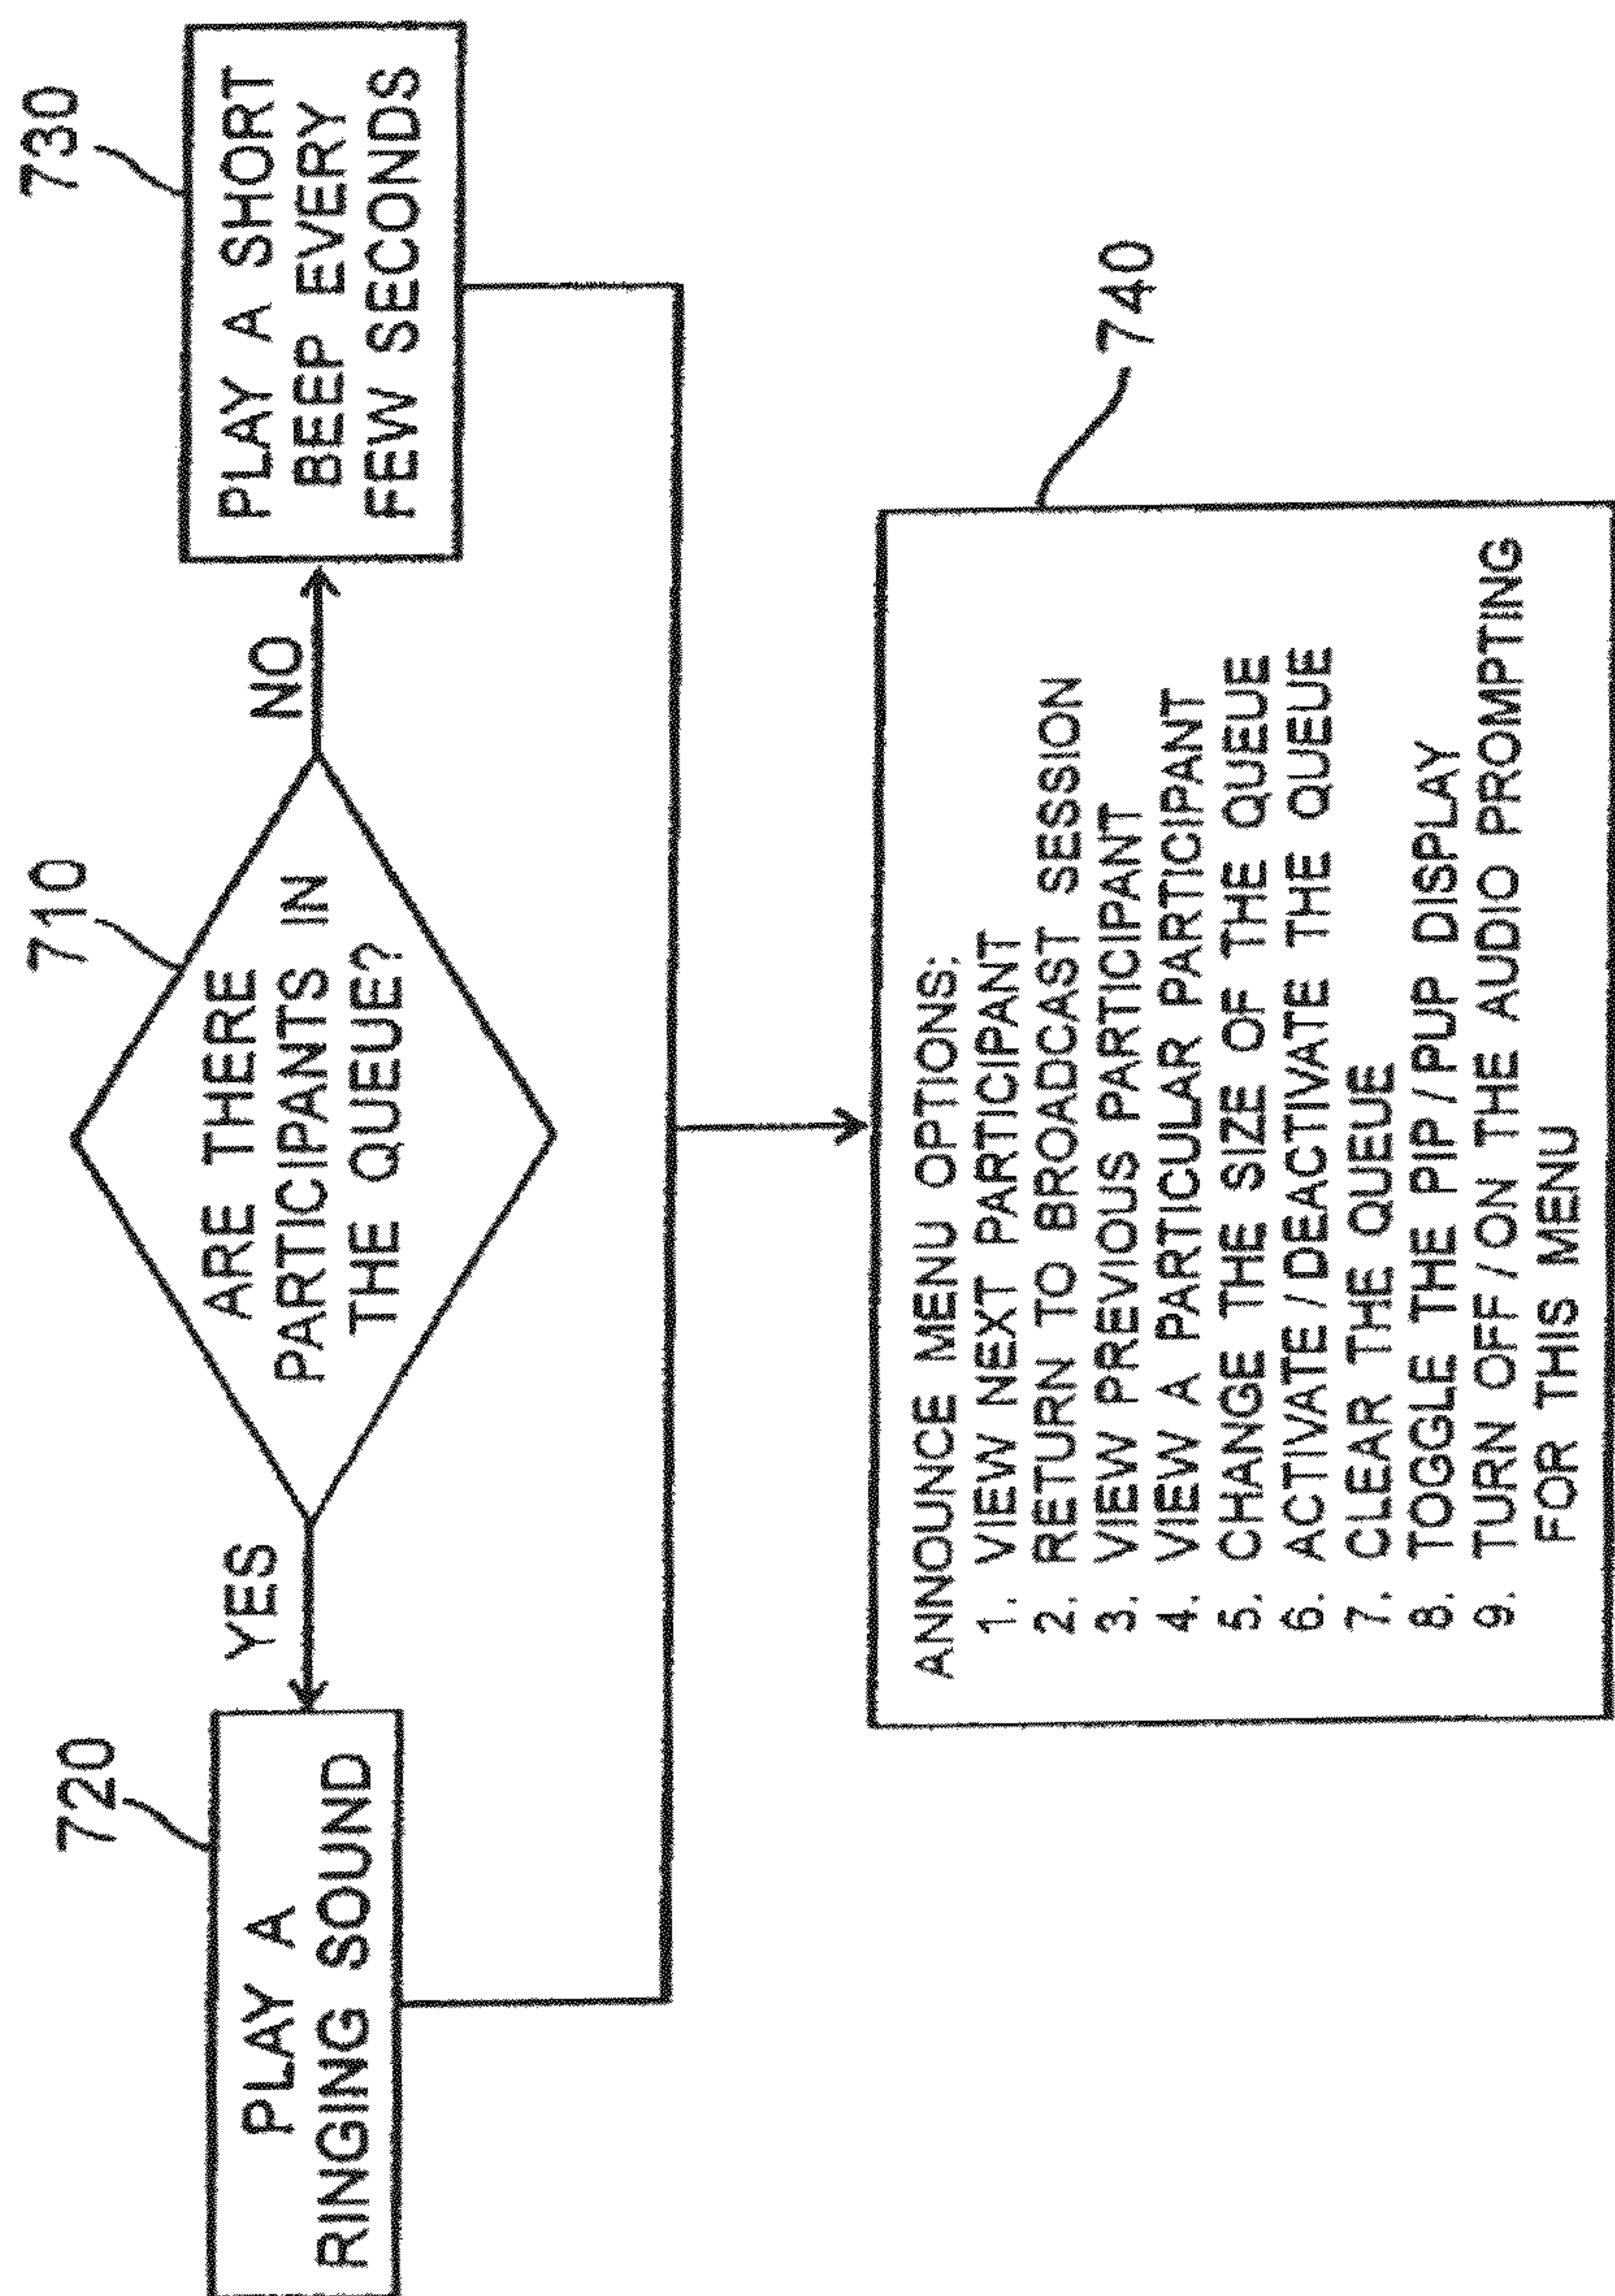 710
ARE THERE
PARTICIPANTS IN
THE QUEUE?
YES
NO
720
PLAY A
RINGING SOUND
730
PLAY A SHORT
BEEP EVERY
FEW SECONDS
740
ANNOUNCE MENU OPTIONS:
1. VIEW NEXT PARTICIPANT
2. RETURN TO BROADCAST SESSION
3. VIEW PREVIOUS PARTICIPANT
4. VIEW A PARTICULAR PARTICIPANT
5. CHANGE THE SIZE OF THE QUEUE
6. ACTIVATE / DEACTIVATE THE QUEUE
7. CLEAR THE QUEUE
8. TOGGLE THE PIP / PUP DISPLAY
9. TURN OFF / ON THE AUDIO PROMPTING
FOR THIS MENU